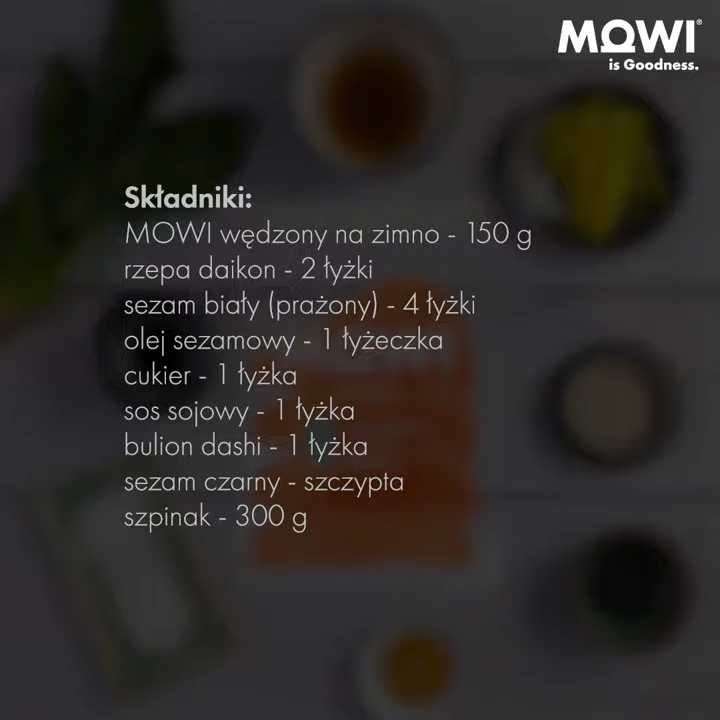 MOWI®
is Goodness.
Składniki:
MOWI wędzony na zimno - 150 g
rzepa daikon - 2 łyżki
sezam biały (prażony) - 4 łyżki
olej sezamowy - 1 łyżeczka
cukier - 1 łyżka
sos sojowy - 1 łyżka
bulion dashi - 1 łyżka
sezam czarny - szczypta
szpinak - 300 g